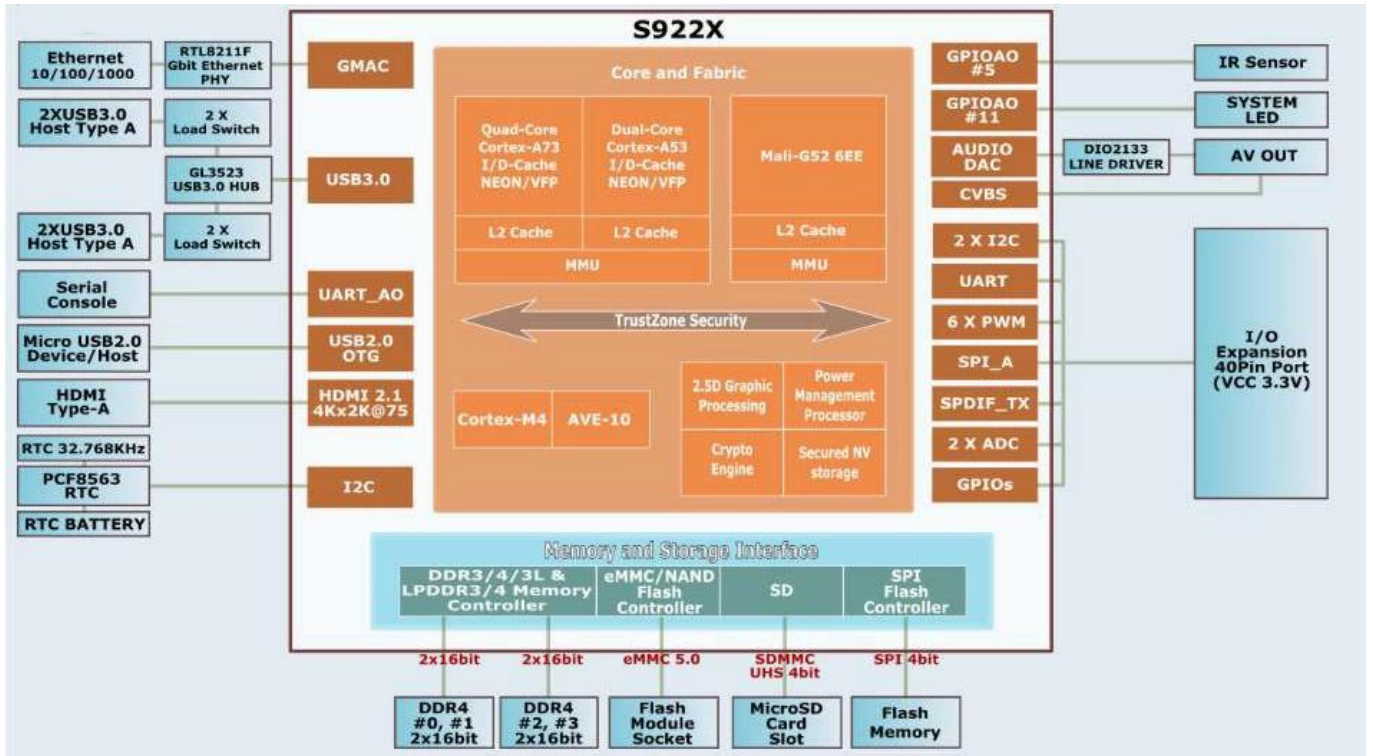 S922X
Ethernet
10/100/1000
RTL8211F
Gbit Ethernet
PHY
GMAC
2XUSB3.0
Host Type A
2 X
Load Switch
GL3523
USB3.0 HUB
USB3.0
2XUSB3.0
Host Type A
2 X
Load Switch
Serial
Console
UART_AO
Micro USB2.0
Device/Host
USB2.0
OTG
HDMI
Type-A
HDMI 2.1
4Kx2K@75
RTC 32.768KHz
PCF8563
RTC
RTC BATTERY
I2C
Core and Fabric
Quad-Core
Cortex-A73
I/D-Cache
NEON/VFP
Dual-Core
Cortex-A53
I/D-Cache
NEON/VFP
Mali-G52 6EE
L2 Cache
L2 Cache
L2 Cache
MMU
MMU
TrustZone Security
Cortex-M4
AVE-10
2.5D Graphic
Processing
Power
Management
Processor
Crypto
Engine
Secured NV
storage
GPIOAO
#5
IR Sensor
GPIOAO
#11
SYSTEM
LED
AUDIO
DAC
DIO2133
LINE DRIVER
AV OUT
CVBS
2 X I2C
UART
6 X PWM
SPI_A
SPDIF_TX
2 X ADC
GPIOs
I/O
Expansion
40Pin Port
(VCC 3.3V)
Memory and Storage Interface
DDR3/4/3L &
LPDDR3/4 Memory
Controller
eMMC/NAND
Flash
Controller
SD
SPI
Flash
Controller
2x16bit
2x16bit
eMMC 5.0
SDMMC
UHS 4bit
SPI 4bit
DDR4
#0, #1
2x16bit
DDR4
#2, #3
2x16bit
Flash
Module
Socket
MicroSD
Card
Slot
Flash
Memory